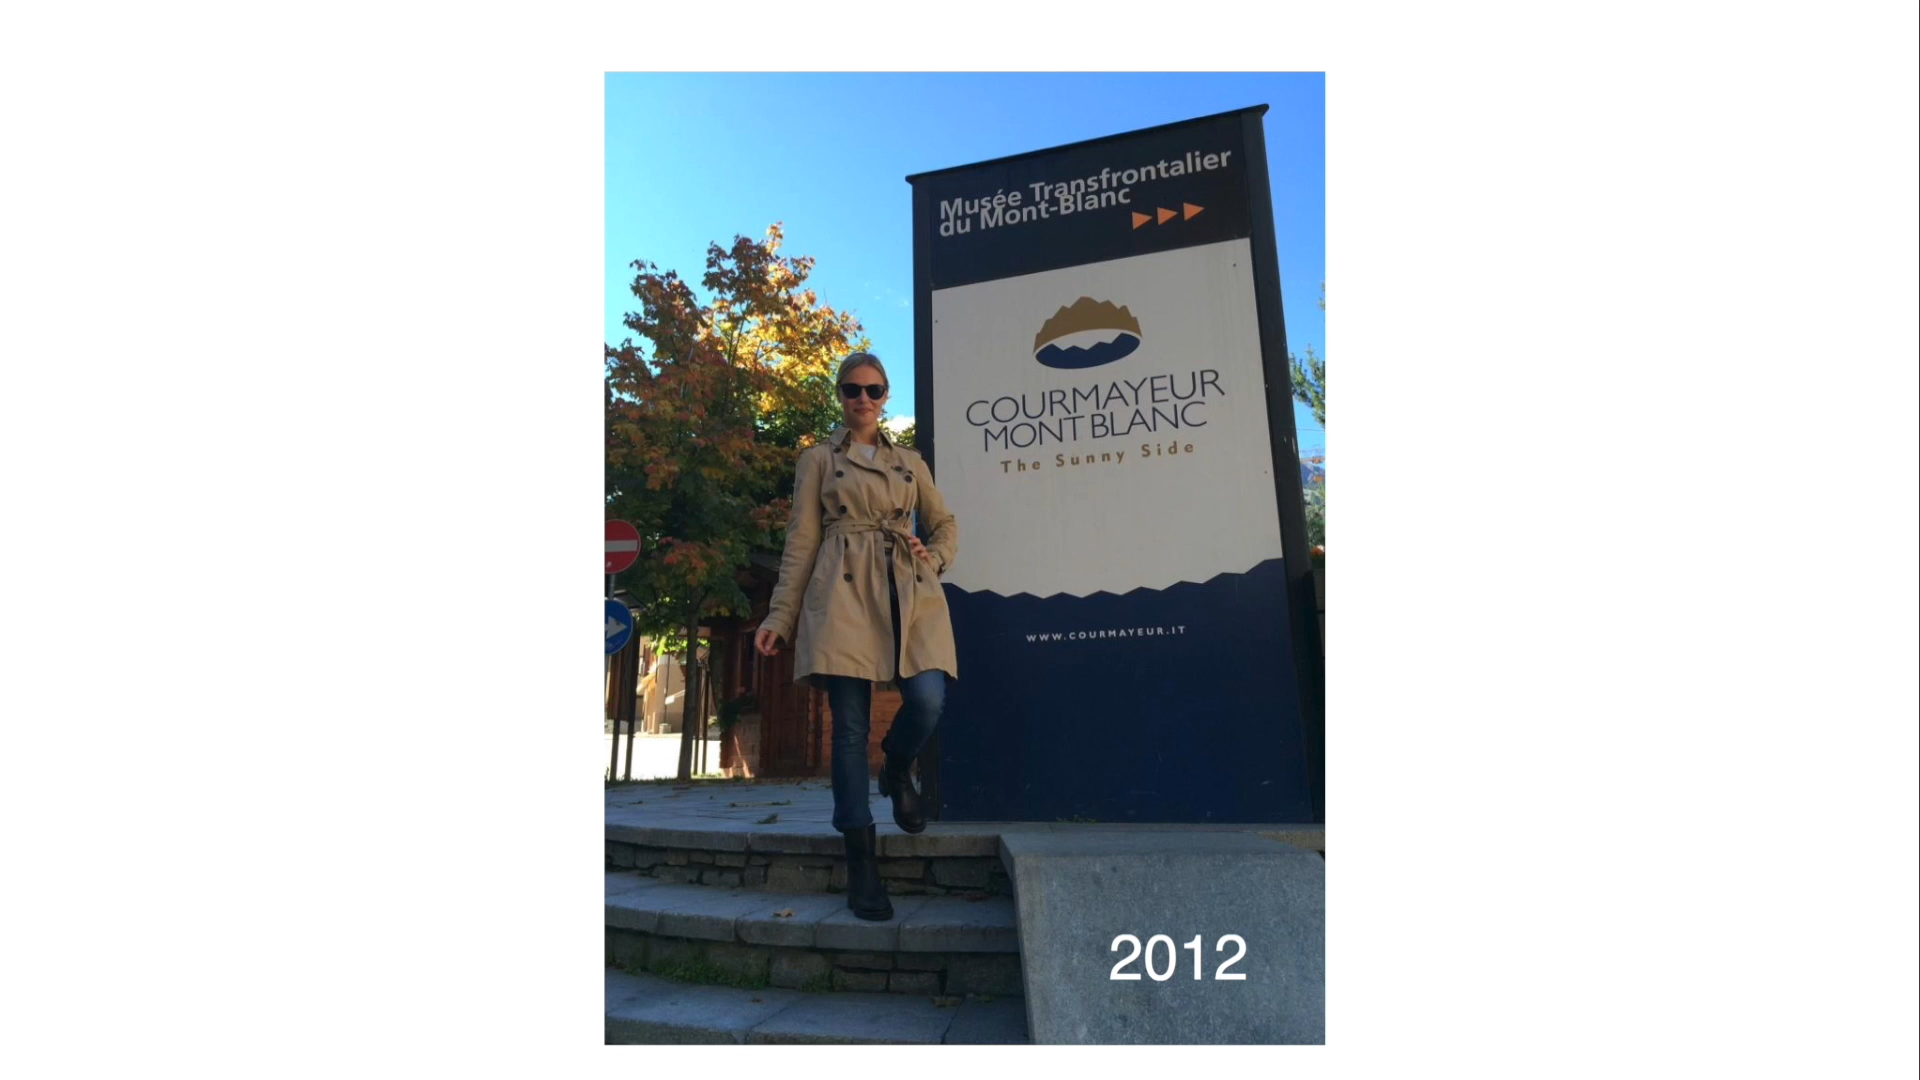 Musée Transfrontalier
du Mont-Blanc
COURMAYEUR
MONT BLANC
The Sunny Side
WWW.COURMAYEUR.IT
2012